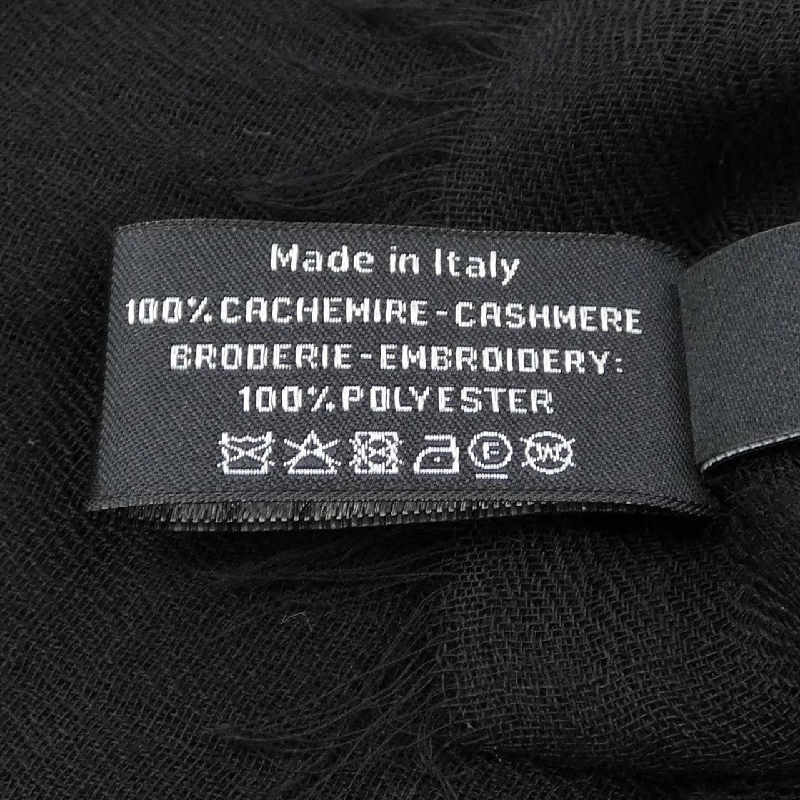 Made in Italy
100% CACHEMIRE-CASHMERE
BRODERIE-EMBROIDERY:
100% POLYESTER
F W